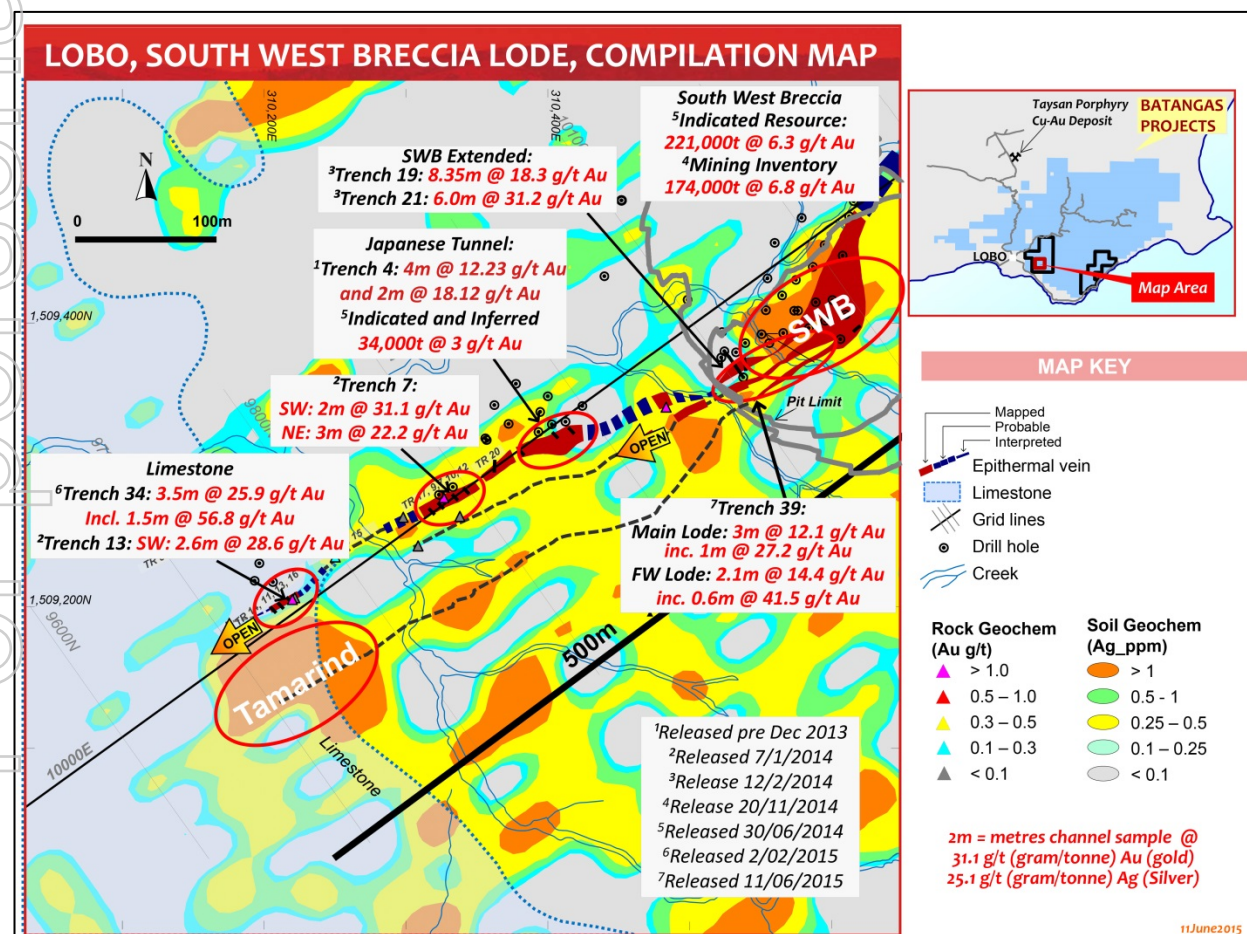 LOBO, SOUTH WEST BRECCIA LODE, COMPILATION MAP
310,200E
310,400E
N
0 100m
SWB Extended:
³Trench 19: 8.35m @ 18.3 g/t Au
³Trench 21: 6.0m @ 31.2 g/t Au
South West Breccia
⁵Indicated Resource:
221,000t @ 6.3 g/t Au
⁴Mining Inventory
174,000t @ 6.8 g/t Au
Japanese Tunnel:
¹Trench 4: 4m @ 12.23 g/t Au
and 2m @ 18.12 g/t Au
⁵Indicated and Inferred
34,000t @ 3 g/t Au
1,509,400N
SWB
²Trench 7:
SW: 2m @ 31.1 g/t Au
NE: 3m @ 22.2 g/t Au
Pit Limit
OPEN
9800N
TR 20
Limestone
⁶Trench 34: 3.5m @ 25.9 g/t Au
Incl. 1.5m @ 56.8 g/t Au
²Trench 13: SW: 2.6m @ 28.6 g/t Au
⁷Trench 39:
Main Lode: 3m @ 12.1 g/t Au
inc. 1m @ 27.2 g/t Au
FW Lode: 2.1m @ 14.4 g/t Au
inc. 0.6m @ 41.5 g/t Au
1,509,200N
9600N
OPEN
Tamarind
500m
Limestone
10000E
¹Released pre Dec 2013
²Released 7/1/2014
³Release 12/2/2014
⁴Release 20/11/2014
⁵Released 30/06/2014
⁶Released 2/02/2015
⁷Released 11/06/2015
Taysan Porphyry
Cu-Au Deposit
BATANGAS
PROJECTS
LOBO
Map Area
MAP KEY
Mapped
Probable
Interpreted
Epithermal vein
Limestone
Grid lines
Drill hole
Creek
Rock Geochem
(Au g/t)
> 1.0
0.5 – 1.0
0.3 – 0.5
0.1 – 0.3
< 0.1
Soil Geochem
(Ag_ppm)
> 1
0.5 - 1
0.25 – 0.5
0.1 – 0.25
< 0.1
2m = metres channel sample @
31.1 g/t (gram/tonne) Au (gold)
25.1 g/t (gram/tonne) Ag (Silver)
11June2015